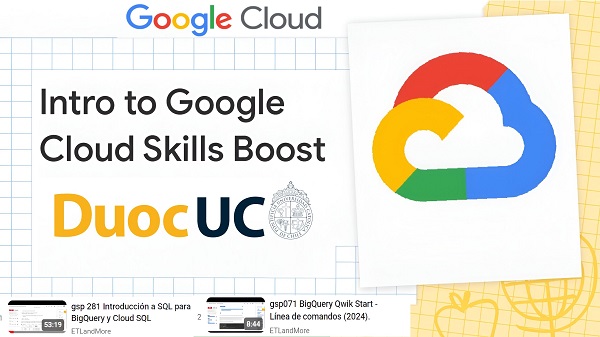 Google Cloud
Intro to Google
Cloud Skills Boost
Duoc UC
gsp 281 Introducción a SQL para
BigQuery y Cloud SQL
53:19
ETLandMore
2
gsp071 BigQuery Qwik Start -
Línea de comandos (2024).
8:44
ETLandMore